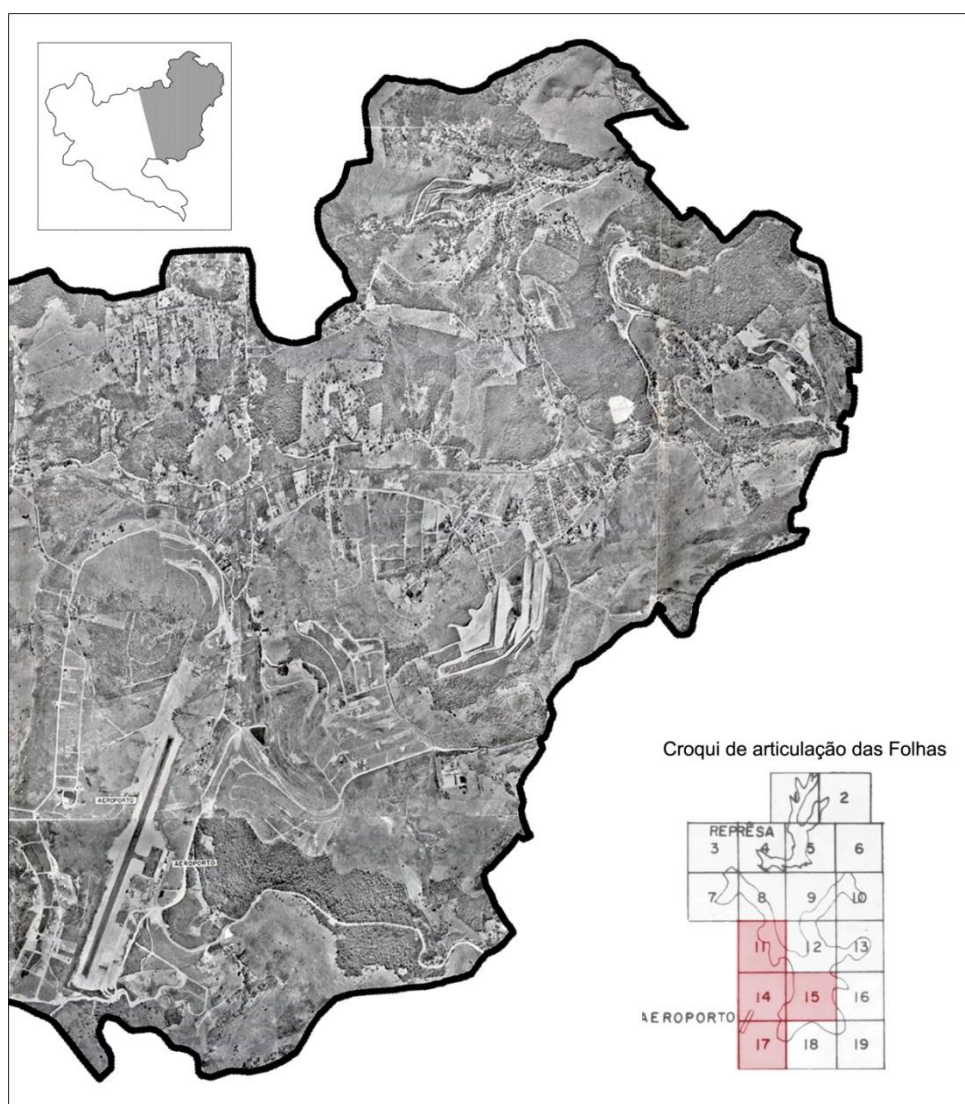 AEROPORTO
AEROPORTO
Croqui de articulação das Folhas
1 2
REPRÊSA
3 4 5 6
7 8 9 10
11 12 13
14 15 16
AEROPORTO
17 18 19